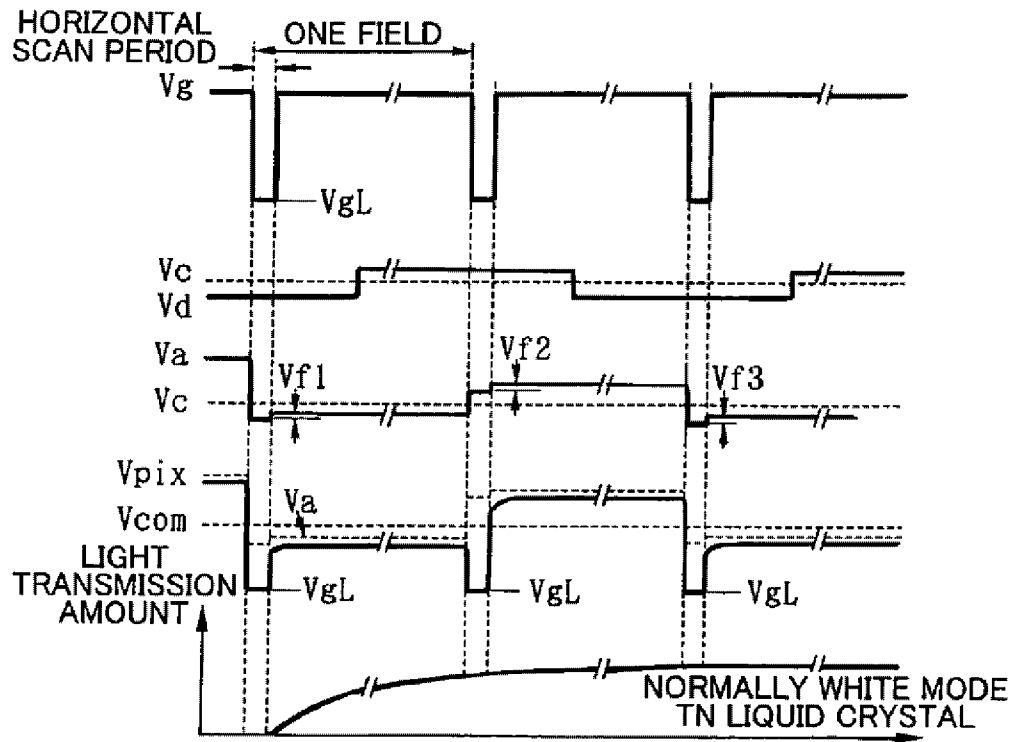 HORIZONTAL
SCAN PERIOD
ONE FIELD
Vg
VgL
Vc
Vd
Va
Vf1
Vf2
Vf3
Vc
Vpix
Va
Vcom
LIGHT
TRANSMISSION
AMOUNT
VgL
VgL
VgL
NORMALLY WHITE MODE
TN LIQUID CRYSTAL